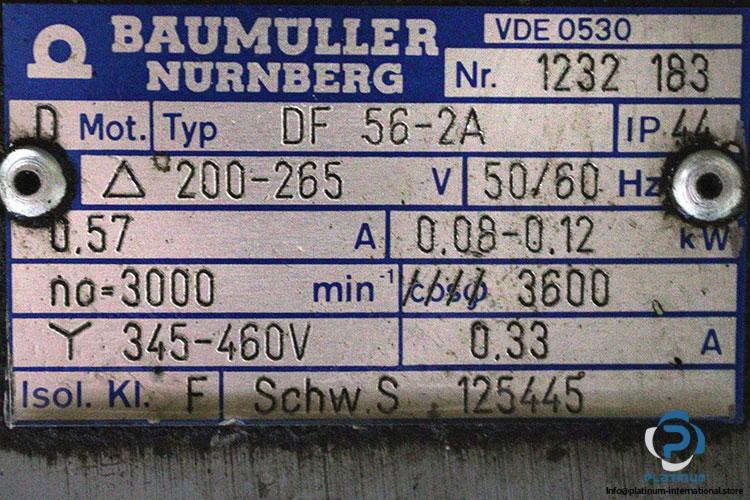 BAUMÜLLER
NÜRNBERG
VDE 0530
Nr. 1232 183
D Mot. Typ DF 56-2A IP 44
△ 200-265 V 50/60 Hz
0.57 A 0.08-0.12 kW
no=3000 min⁻¹ cosφ 3600
Y 345-460V 0.33 A
Isol. Kl. F Schw.S 125445
PLATINUM
Info@platinum-international.store